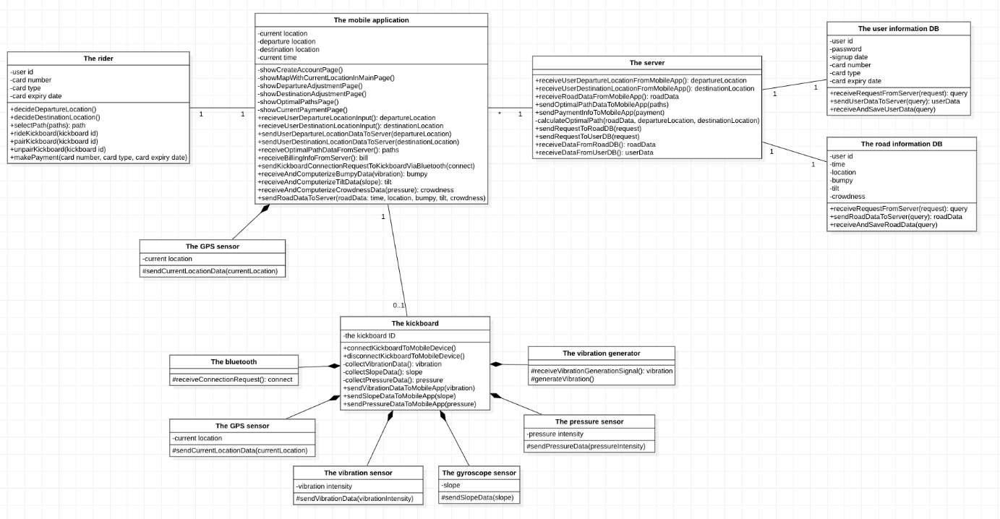 The mobile application
-current location
-departure location
-destination location
-current time
-showCreateAccountPage()
-showMapWithCurrentLocationInMainPage()
-showDepartureAdjustmentPage()
-showDestinationAdjustmentPage()
-showOptimalPathsPage()
-showCurrentPaymentPage()
+recieveUserDepartureLocationInput(): departureLocation
+recieveUserDestinationLocationInput(): destinationLocation
+sendUserDepartureLocationDataToServer(departureLocation)
+sendUserDestinationLocationDataToServer(destinationLocation)
+receiveOptimalPathDataFromServer(): paths
+receiveBillingInfoFromServer(): bill
+sendKickboardConnectionRequestToKickboardViaBluetooth(connect)
+receiveAndComputerizeBumpyData(vibration): bumpy
+receiveAndComputerizeTiltData(slope): tilt
+receiveAndComputerizeCrowdnessData(pressure): crowdness
+sendRoadDataToServer(roadData: time, location, bumpy, tilt, crowdness)
The rider
-user id
-card number
-card type
-card expiry date
+decideDepartureLocation()
+decideDestinationLocation()
+selectPath(paths): path
+rideKickboard(kickboard id)
+pairKickboard(kickboard id)
+unpairKickboard(kickboard id)
+makePayment(card number, card type, card expiry date)
1
1
*
1
The server
+receiveUserDepartureLocationFromMobileApp(): departureLocation
+receiveUserDestinationLocationFromMobileApp(): destinationLocation
+receiveRoadDataFromMobileApp(): roadData
+sendOptimalPathDataToMobileApp(paths)
+sendPaymentInfoToMobileApp(payment)
-calculateOptimalPath(roadData, departureLocation, destinationLocation)
+sendRequestToRoadDB(request)
+sendRequestToUserDB(request)
+receiveDataFromRoadDB(): roadData
+receiveDataFromUserDB(): userData
1
1
1
1
The user information DB
-user id
-password
-signup date
-card number
-card type
-card expiry date
+receiveRequestFromServer(request): query
+sendUserDataToServer(query): userData
+receiveAndSaveUserData(query)
The road information DB
-user id
-time
-location
-bumpy
-tilt
-crowdness
+receiveRequestFromServer(request): query
+sendRoadDataToServer(query): roadData
+receiveAndSaveRoadData(query)
The GPS sensor
-current location
#sendCurrentLocationData(currentLocation)
1
0..1
The kickboard
-the kickboard ID
+connectKickboardToMobileDevice()
+disconnectKickboardToMobileDevice()
-collectVibrationData(): vibration
-collectSlopeData(): slope
-collectPressureData(): pressure
+sendVibrationDataToMobileApp(vibration)
+sendSlopeDataToMobileApp(slope)
+sendPressureDataToMobileApp(pressure)
The bluetooth
#receiveConnectionRequest(): connect
The vibration generator
#receiveVibrationGenerationSignal(): vibration
#generateVibration()
The GPS sensor
-current location
#sendCurrentLocationData(currentLocation)
The pressure sensor
-pressure intensity
#sendPressureData(pressureIntensity)
The vibration sensor
-vibration intensity
#sendVibrationData(vibrationIntensity)
The gyroscope sensor
-slope
#sendSlopeData(slope)